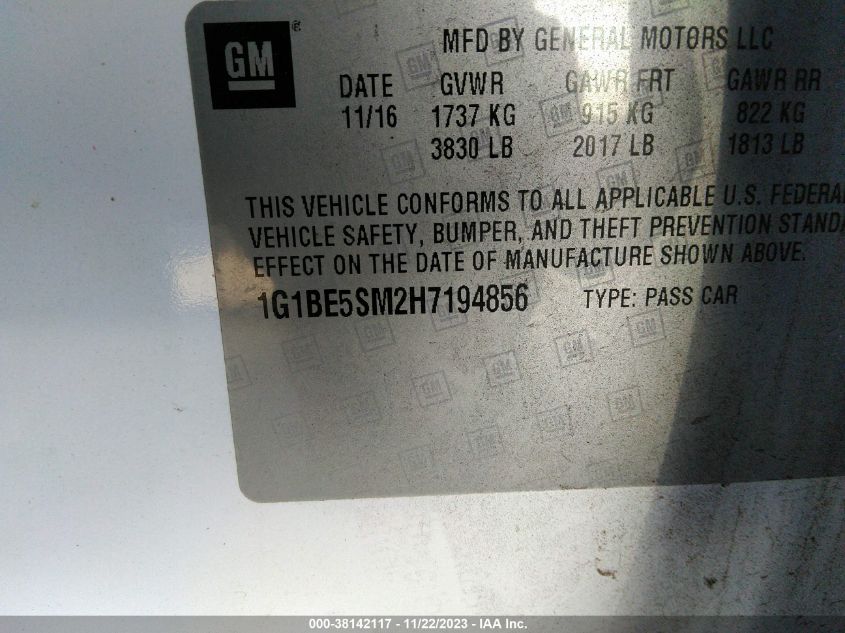 GM ®
MFD BY GENERAL MOTORS LLC
DATE GVWR GAWR FRT GAWR RR
11/16 1737 KG 915 KG 822 KG
3830 LB 2017 LB 1813 LB
THIS VEHICLE CONFORMS TO ALL APPLICABLE U.S. FEDERAL
VEHICLE SAFETY, BUMPER, AND THEFT PREVENTION STANDA
EFFECT ON THE DATE OF MANUFACTURE SHOWN ABOVE.
1G1BE5SM2H7194856 TYPE: PASS CAR
000-38142117 - 11/22/2023 - IAA Inc.